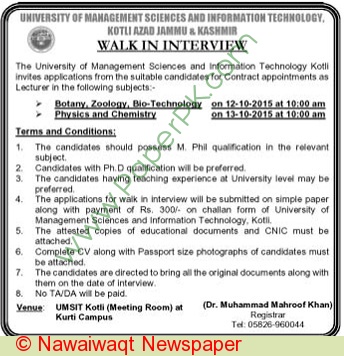 UNIVERSITY OF MANAGEMENT SCIENCES AND INFORMATION TECHNOLOGY,
KOTLI AZAD JAMMU & KASHMIR
WALK IN INTERVIEW
The University of Management Sciences and Information Technology Kotli
invites applications from the suitable candidates for Contract appointments as
Lecturer in the following subjects:-
Botany, Zoology, Bio-Technology on 12-10-2015 at 10:00 am
Physics and Chemistry on 13-10-2015 at 10:00 am
Terms and Conditions:
1. The candidates should possess M. Phil qualification in the relevant
subject.
2. Candidates with Ph.D qualification will be preferred.
3. The candidates having teaching experience at University level may be
preferred.
4. The applications for walk in interview will be submitted on simple paper
along with payment of Rs. 300/- on challan form of University of
Management Sciences and Information Technology, Kotli.
5. The attested copies of educational documents and CNIC must be
attached.
6. Complete CV along with Passport size photographs of candidates must
be attached.
7. The candidates are directed to bring all the original documents along with
them on the date of interview.
8. No TA/DA will be paid.
Venue: UMSIT Kotli (Meeting Room) at
Kurti Campus
(Dr. Muhammad Mahroof Khan)
Registrar
Tel: 05826-960044
www.PaperPK.com
© Nawaiwaqt Newspaper